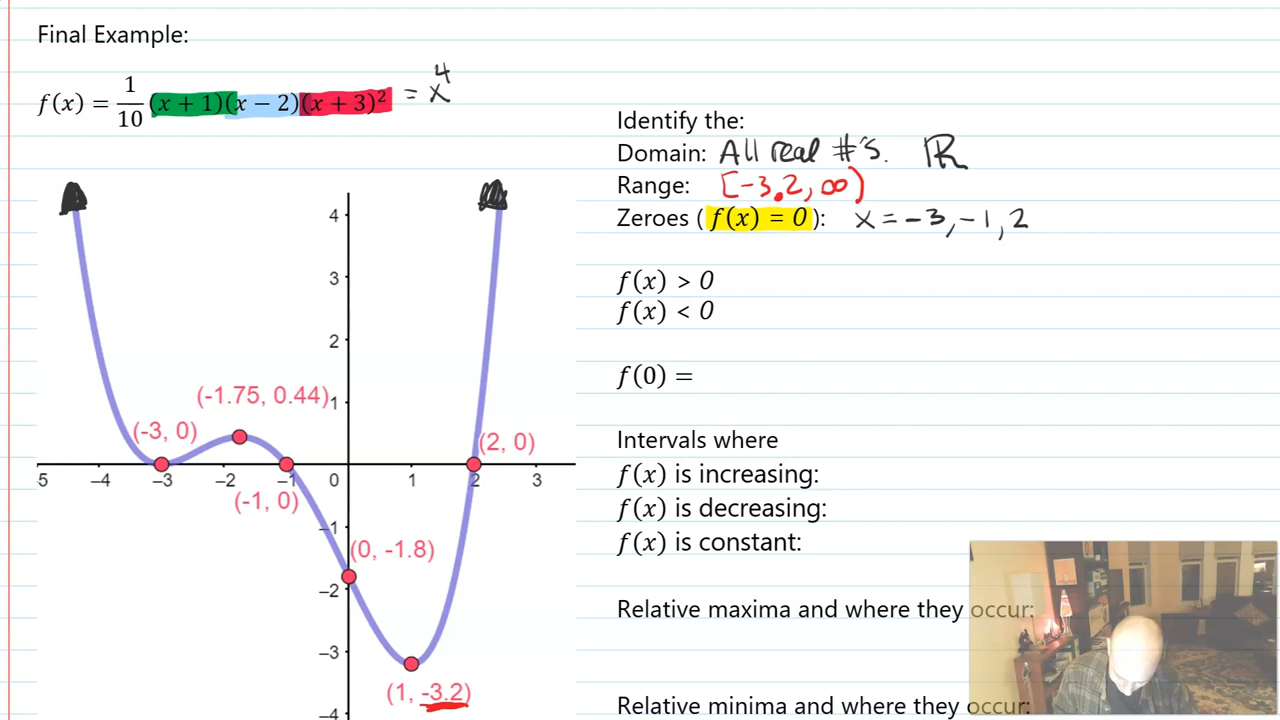 Final Example:
f(x) = 1/10 (x + 1)(x − 2)(x + 3)² = x⁴
Identify the:
Domain: All real #'s. ℝ
Range: [-3.2, ∞)
Zeroes ( f(x) = 0 ): x = -3, -1, 2
f(x) > 0
f(x) < 0
f(0) =
Intervals where
f(x) is increasing:
f(x) is decreasing:
f(x) is constant:
Relative maxima and where they occur:
Relative minima and where they occur:
4
3
2
(-1.75, 0.44) 1
(-3, 0)
(2, 0)
5 −4 −3 −2 −1 0 1 2 3
(-1, 0)
−1
(0, -1.8)
−2
−3
(1, -3.2)
−4